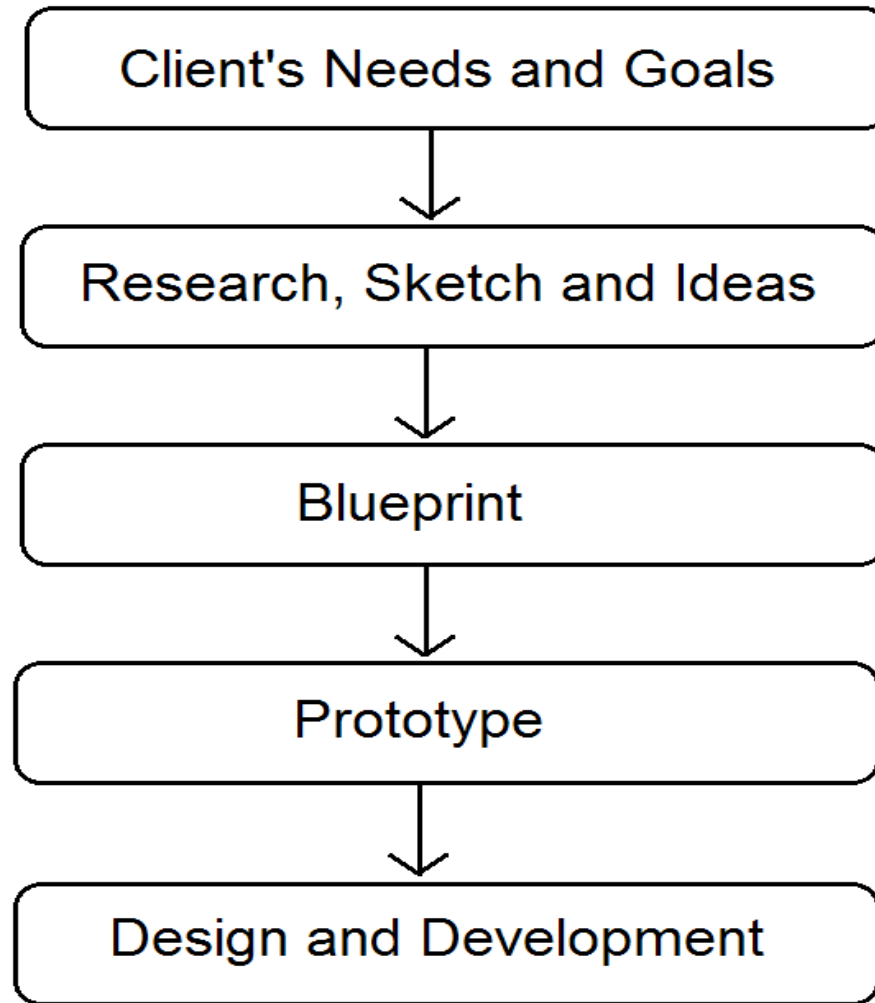 Client's Needs and Goals
Research, Sketch and Ideas
Blueprint
Prototype
Design and Development